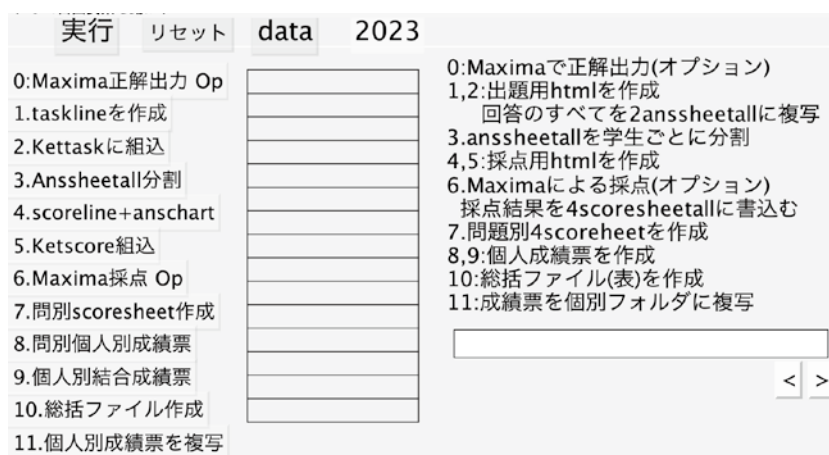 実行 リセット data 2023
0:Maxima正解出力 Op
1.tasklineを作成
2.Kettaskに組込
3.Anssheetall分割
4.scoreline+anschart
5.Ketscore組込
6.Maxima採点 Op
7.問別scoresheet作成
8.問別個人別成績票
9.個人別結合成績票
10.総括ファイル作成
11.個人別成績票を複写
0:Maximaで正解出力(オプション)
1,2:出題用htmlを作成
回答のすべてを2anssheetallに複写
3.anssheetallを学生ごとに分割
4,5:採点用htmlを作成
6.Maximaによる採点(オプション)
採点結果を4scoresheetallに書込む
7.問題別4scoreheetを作成
8,9:個人成績票を作成
10:総括ファイル(表)を作成
11:成績票を個別フォルダに複写
< >